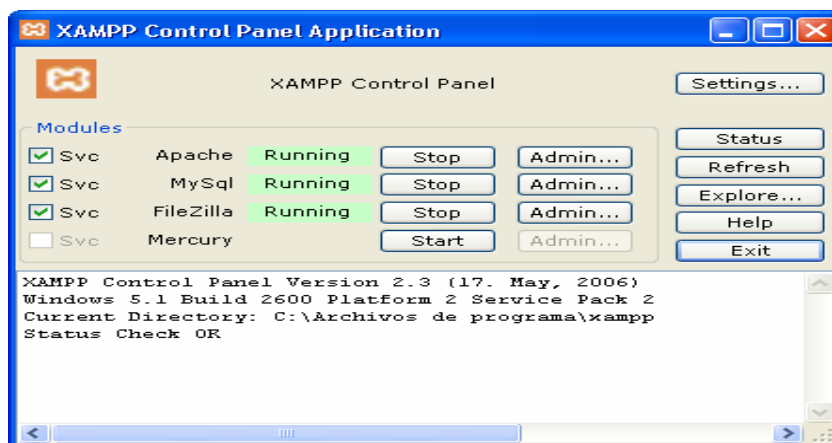 XAMPP Control Panel Application
XAMPP Control Panel
Settings...
Modules
Svc Apache Running Stop Admin...
Svc MySql Running Stop Admin...
Svc FileZilla Running Stop Admin...
Svc Mercury Start Admin...
Status
Refresh
Explore...
Help
Exit
XAMPP Control Panel Version 2.3 (17. May, 2006)
Windows 5.1 Build 2600 Platform 2 Service Pack 2
Current Directory: C:\Archivos de programa\xampp
Status Check OK